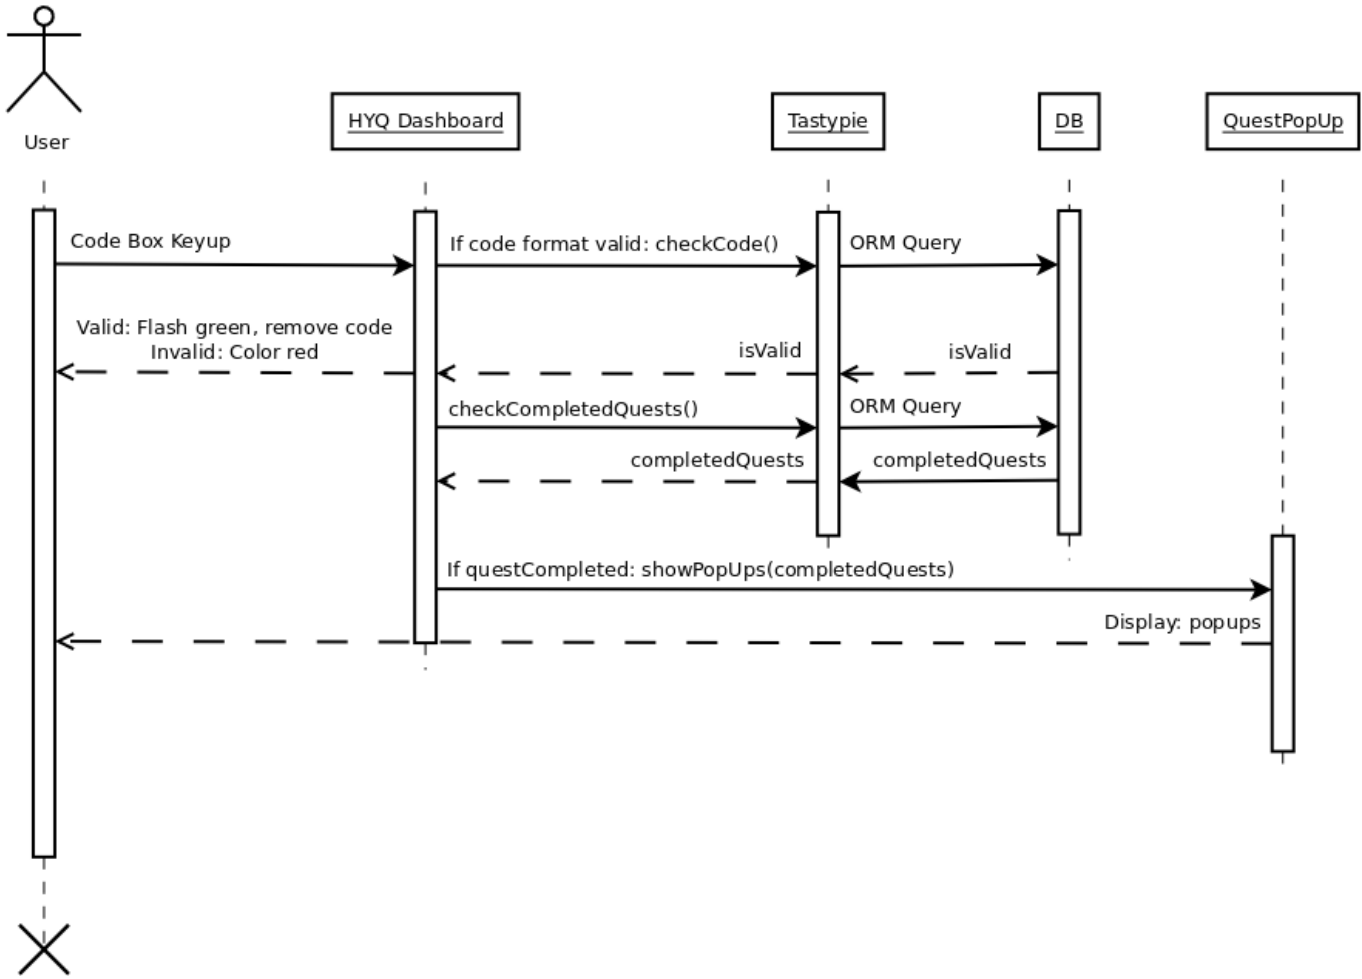 User
HYQ Dashboard
Tastypie
DB
QuestPopUp
Code Box Keyup
If code format valid: checkCode()
ORM Query
Valid: Flash green, remove code
Invalid: Color red
isValid
isValid
checkCompletedQuests()
ORM Query
completedQuests
completedQuests
If questCompleted: showPopUps(completedQuests)
Display: popups